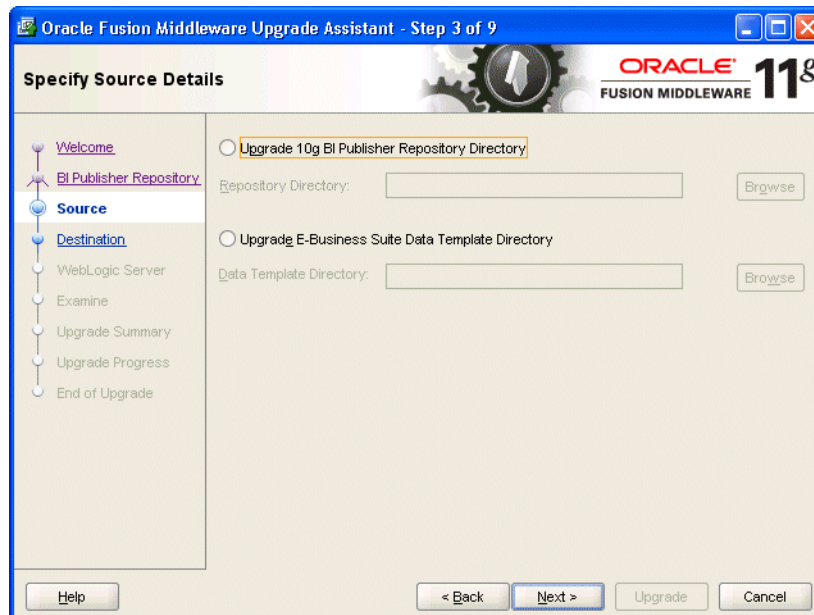 Oracle Fusion Middleware Upgrade Assistant - Step 3 of 9
Specify Source Details
ORACLE
FUSION MIDDLEWARE
11g
Welcome
BI Publisher Repository
Source
Destination
WebLogic Server
Examine
Upgrade Summary
Upgrade Progress
End of Upgrade
Upgrade 10g BI Publisher Repository Directory
Repository Directory:
Browse
Upgrade E-Business Suite Data Template Directory
Data Template Directory:
Browse
Help
< Back
Next >
Upgrade
Cancel